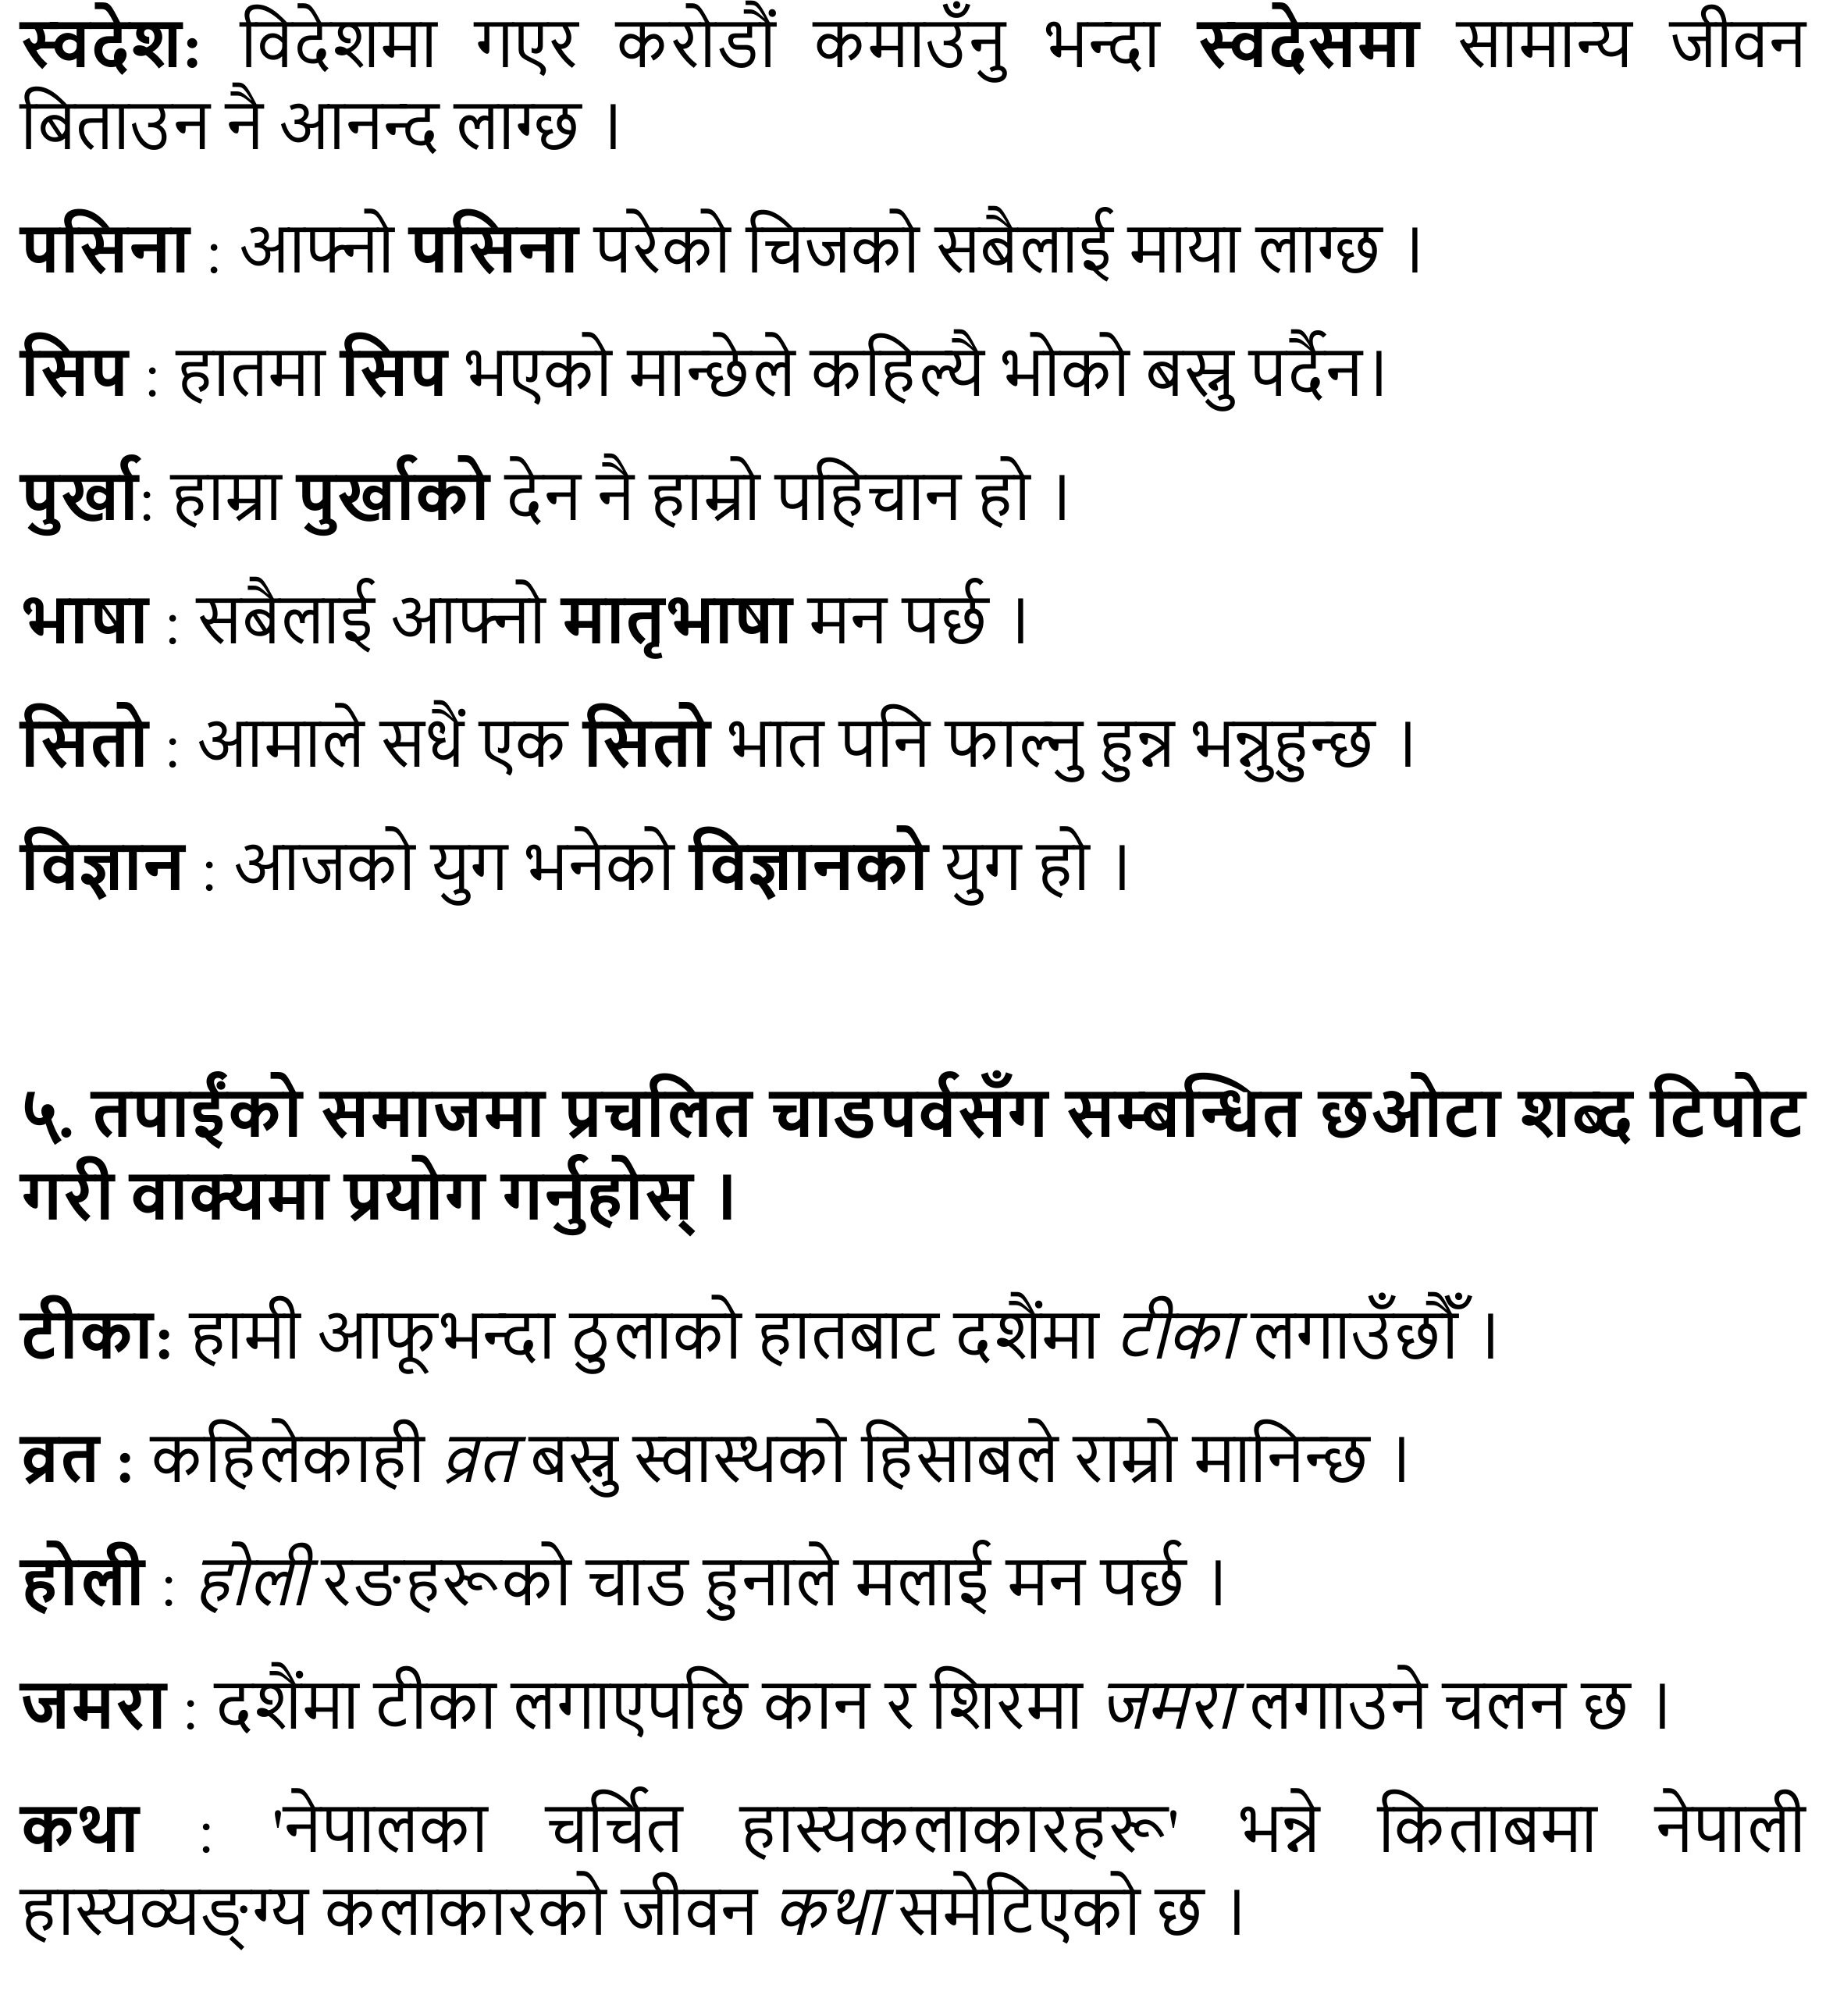 स्वदेश: विदेशमा गएर करोडौं कमाउँनु भन्दा स्वदेसमा सामान्य जीवन
बिताउन नै आनन्द लाग्छ ।
पसिना : आफ्नो पसिना परेको चिजको सबैलाई माया लाग्छ ।
सिप : हातमा सिप भएको मान्छेले कहिल्यै भोको बस्नु पर्दैन।
पुर्खा: हाम्रा पुर्खाको देन नै हाम्रो पहिचान हो ।
भाषा : सबैलाई आफ्नो मातृभाषा मन पर्छ ।
सितो : आमाले सधैं एक सितो भात पनि फाल्नु हुन्न भन्नुहुन्छ ।
विज्ञान : आजको युग भनेको विज्ञानको युग हो ।
५. तपाईंको समाजमा प्रचलित चाडपर्वसँग सम्बन्धित छओटा शब्द टिपोट
गरी वाक्यमा प्रयोग गर्नुहोस् ।
टीका: हामी आफूभन्दा ठुलाको हातबाट दशैंमा टीका लगाउँछौँ ।
व्रत : कहिलेकाही व्रत बस्नु स्वास्थको हिसाबले राम्रो मानिन्छ ।
होली : होली रङहरूको चाड हुनाले मलाई मन पर्छ ।
जमरा : दशैंमा टीका लगाएपछि कान र शिरमा जमरा लगाउने चलन छ ।
कथा : 'नेपालका चर्चित हास्यकलाकारहरू' भन्ने किताबमा नेपाली
हास्यव्यङ्ग्य कलाकारको जीवन कथा समेटिएको छ ।